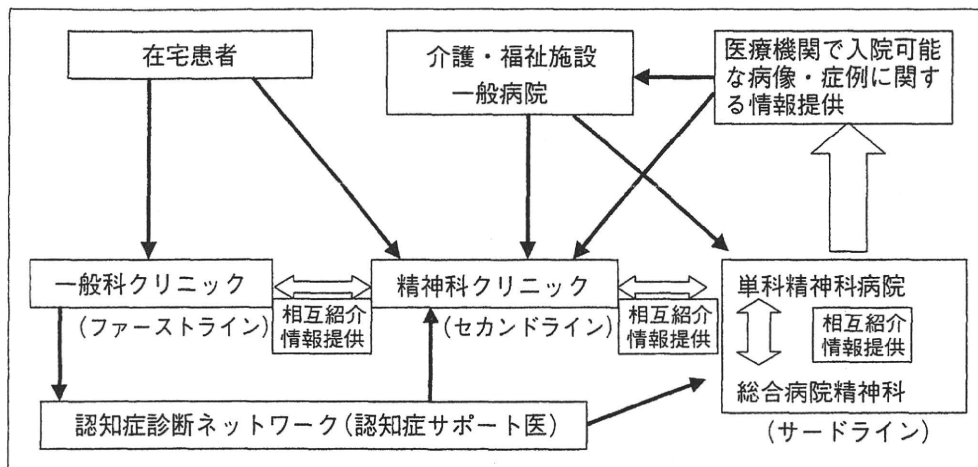 在宅患者
介護・福祉施設
一般病院
医療機関で入院可能
な病像・症例に関す
る情報提供
一般科クリニック
(ファーストライン)
相互紹介
情報提供
精神科クリニック
(セカンドライン)
相互紹介
情報提供
単科精神科病院
相互紹介
情報提供
総合病院精神科
(サードライン)
認知症診断ネットワーク(認知症サポート医)